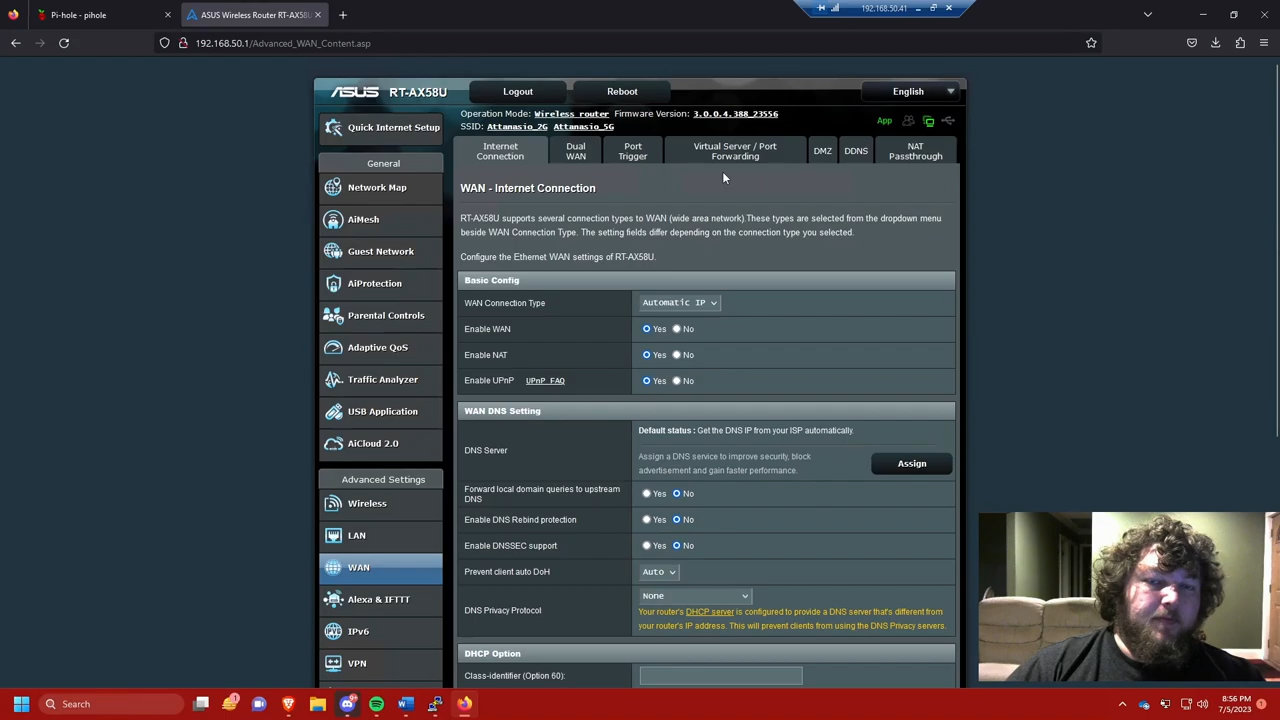 Pi-hole - pihole
ASUS Wireless Router RT-AX58U
192.168.50.41
192.168.50.1/Advanced_WAN_Content.asp
ASUS RT-AX58U
Logout
Reboot
English
Operation Mode: Wireless router Firmware Version: 3.0.0.4.388_23556
SSID: Attanasio_2G Attanasio_5G
App
Quick Internet Setup
General
Network Map
AiMesh
Guest Network
AiProtection
Parental Controls
Adaptive QoS
Traffic Analyzer
USB Application
AiCloud 2.0
Advanced Settings
Wireless
LAN
WAN
Alexa & IFTTT
IPv6
VPN
Internet
Connection
Dual
WAN
Port
Trigger
Virtual Server / Port
Forwarding
DMZ
DDNS
NAT
Passthrough
WAN - Internet Connection
RT-AX58U supports several connection types to WAN (wide area network).These types are selected from the dropdown menu
beside WAN Connection Type. The setting fields differ depending on the connection type you selected.
Configure the Ethernet WAN settings of RT-AX58U.
Basic Config
WAN Connection Type
Automatic IP
Enable WAN
Yes No
Enable NAT
Yes No
Enable UPnP UPnP FAQ
Yes No
WAN DNS Setting
DNS Server
Default status : Get the DNS IP from your ISP automatically.
Assign a DNS service to improve security, block
advertisement and gain faster performance.
Assign
Forward local domain queries to upstream
DNS
Yes No
Enable DNS Rebind protection
Yes No
Enable DNSSEC support
Yes No
Prevent client auto DoH
Auto
DNS Privacy Protocol
None
Your router's DHCP server is configured to provide a DNS server that's different from
your router's IP address. This will prevent clients from using the DNS Privacy servers.
DHCP Option
Class-identifier (Option 60):
Search
8:56 PM
7/5/2023